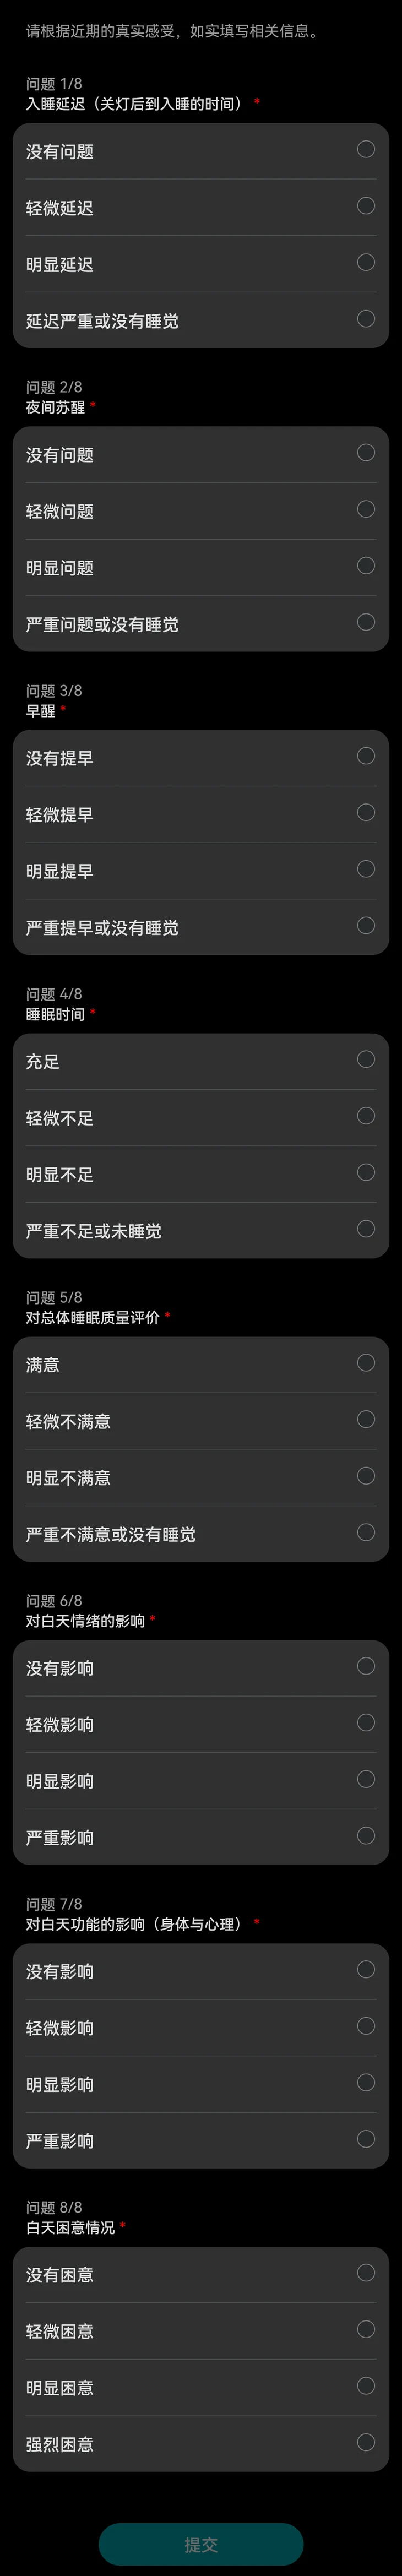 请根据近期的真实感受，如实填写相关信息。
问题 1/8
入睡延迟（关灯后到入睡的时间） *
没有问题
轻微延迟
明显延迟
延迟严重或没有睡觉
问题 2/8
夜间苏醒 *
没有问题
轻微问题
明显问题
严重问题或没有睡觉
问题 3/8
早醒 *
没有提早
轻微提早
明显提早
严重提早或没有睡觉
问题 4/8
睡眠时间 *
充足
轻微不足
明显不足
严重不足或未睡觉
问题 5/8
对总体睡眠质量评价 *
满意
轻微不满意
明显不满意
严重不满意或没有睡觉
问题 6/8
对白天情绪的影响 *
没有影响
轻微影响
明显影响
严重影响
问题 7/8
对白天功能的影响（身体与心理） *
没有影响
轻微影响
明显影响
严重影响
问题 8/8
白天困意情况 *
没有困意
轻微困意
明显困意
强烈困意
提交